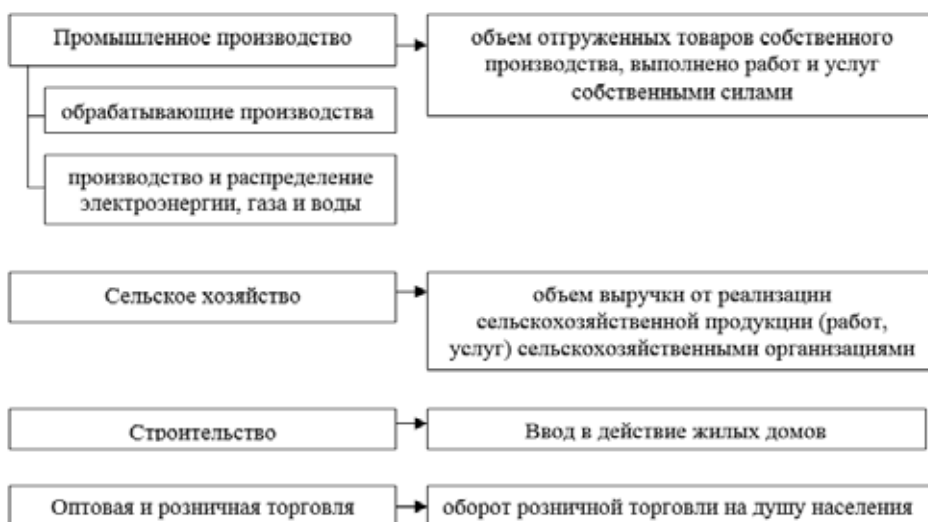 Промышленное производство
объем отгруженных товаров собственного
производства, выполнено работ и услуг
собственными силами
обрабатывающие производства
производство и распределение
электроэнергии, газа и воды
Сельское хозяйство
объем выручки от реализации
сельскохозяйственной продукции (работ,
услуг) сельскохозяйственными организациями
Строительство
Ввод в действие жилых домов
Оптовая и розничная торговля
оборот розничной торговли на душу населения